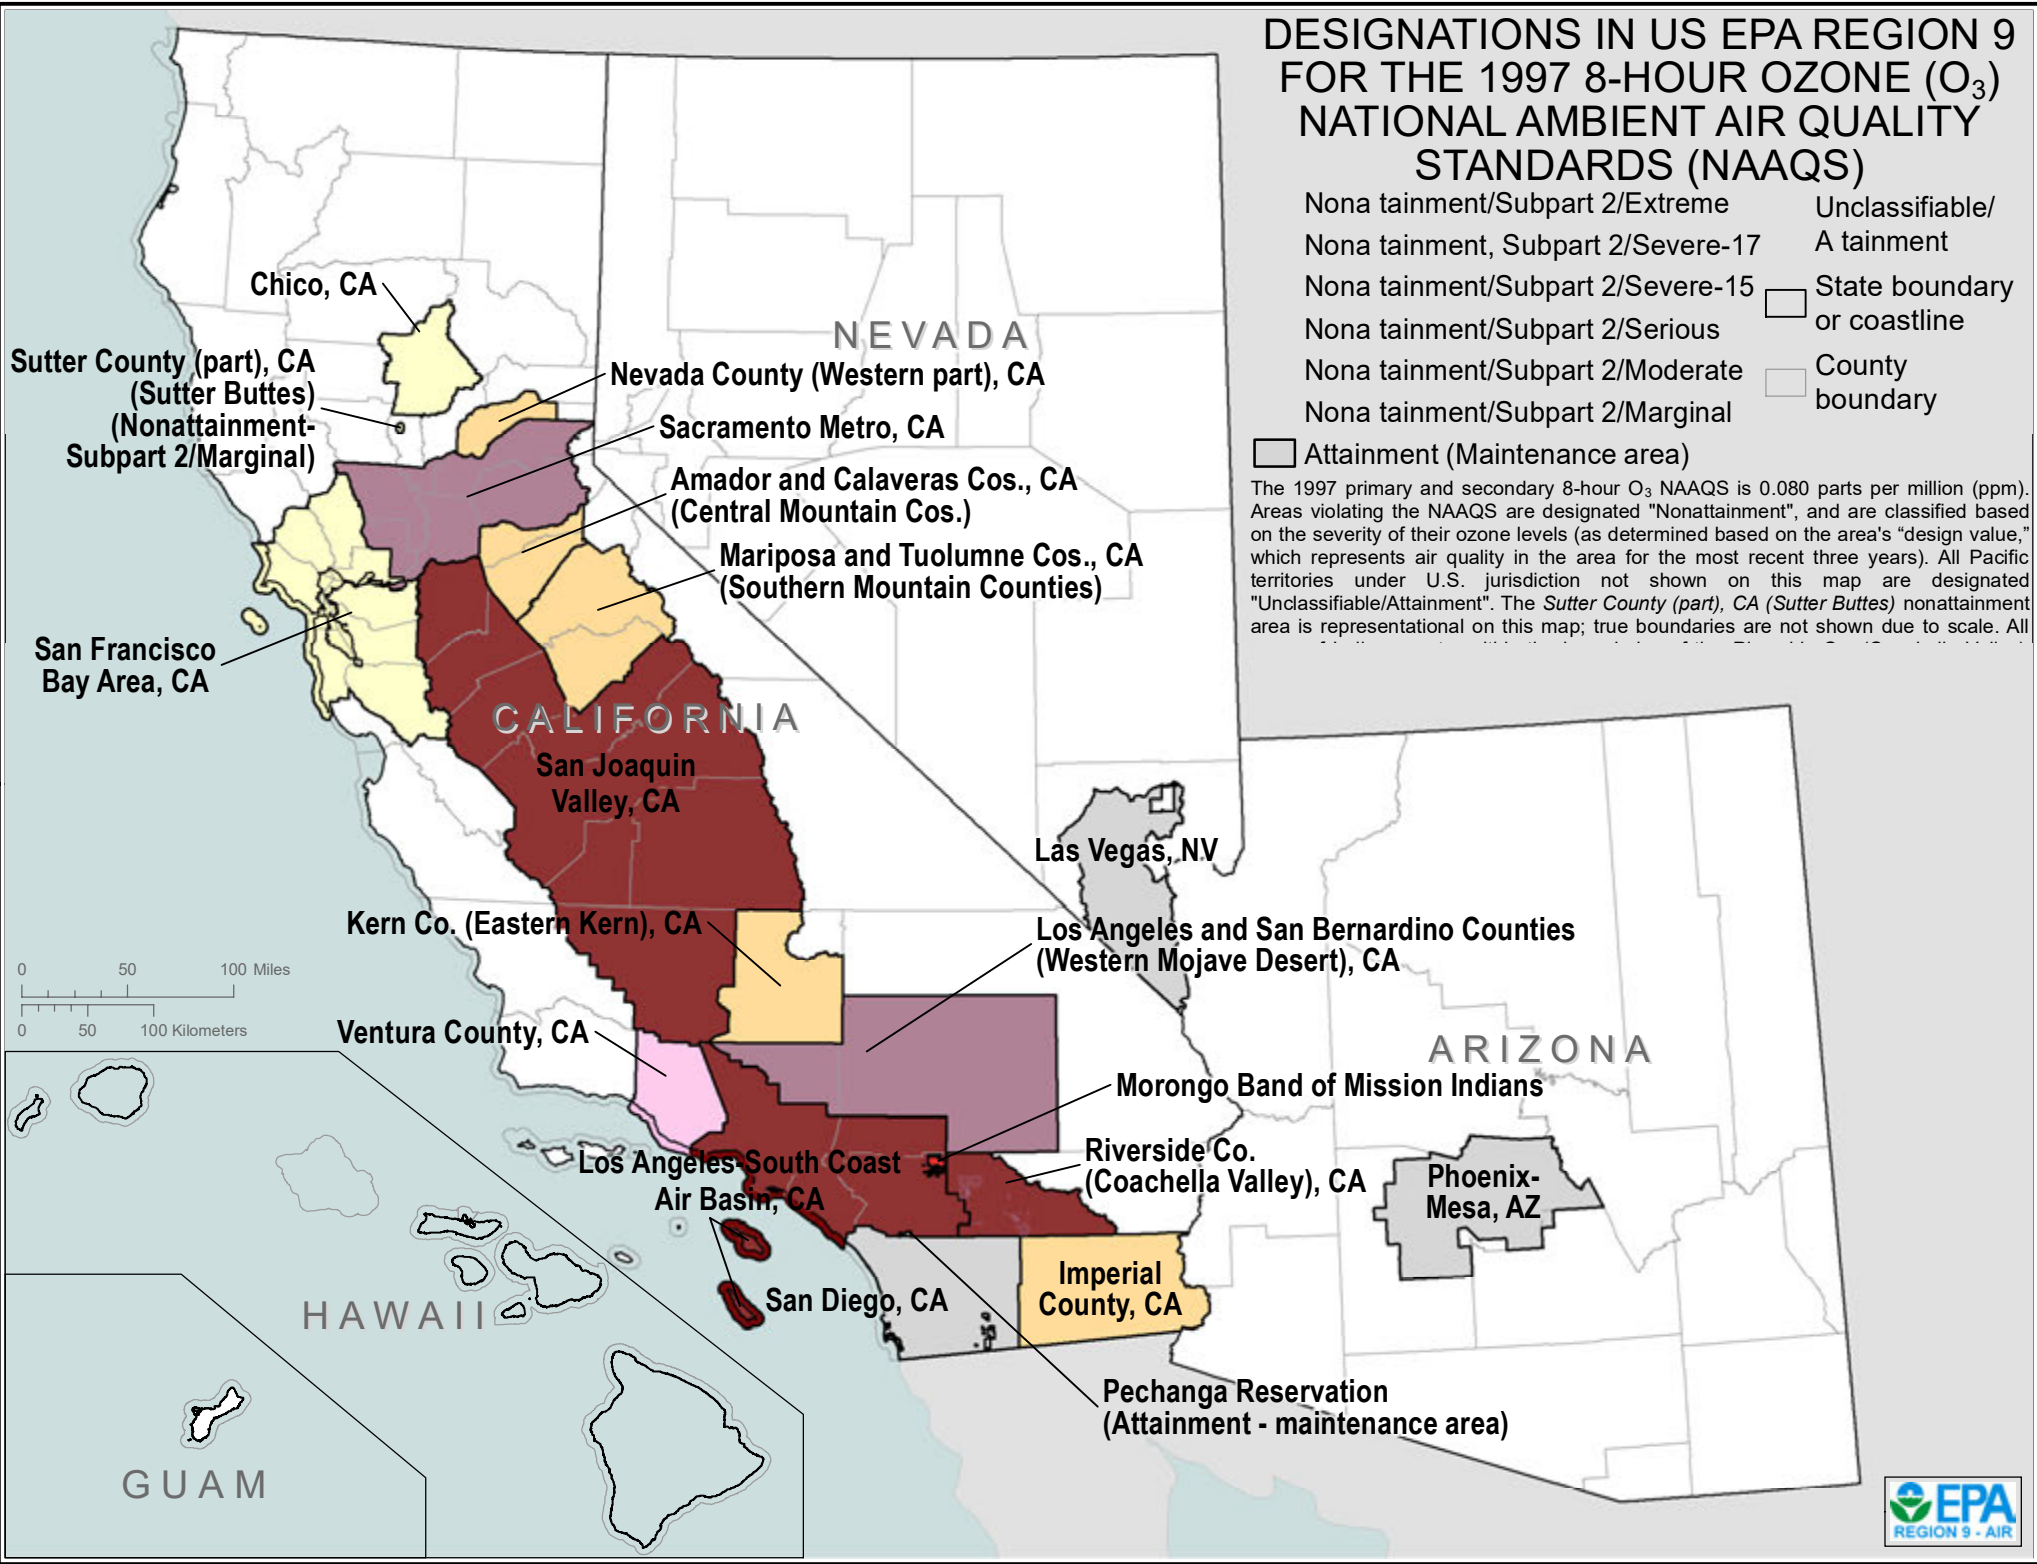 DESIGNATIONS IN US EPA REGION 9
FOR THE 1997 8-HOUR OZONE (O₃)
NATIONAL AMBIENT AIR QUALITY
STANDARDS (NAAQS)
Nona tainment/Subpart 2/Extreme
Nona tainment, Subpart 2/Severe-17
Nona tainment/Subpart 2/Severe-15
Nona tainment/Subpart 2/Serious
Nona tainment/Subpart 2/Moderate
Nona tainment/Subpart 2/Marginal
Attainment (Maintenance area)
Unclassifiable/
A tainment
State boundary
or coastline
County
boundary
The 1997 primary and secondary 8-hour O₃ NAAQS is 0.080 parts per million (ppm).
Areas violating the NAAQS are designated "Nonattainment", and are classified based
on the severity of their ozone levels (as determined based on the area's “design value,”
which represents air quality in the area for the most recent three years). All Pacific
territories under U.S. jurisdiction not shown on this map are designated
"Unclassifiable/Attainment". The Sutter County (part), CA (Sutter Buttes) nonattainment
area is representational on this map; true boundaries are not shown due to scale. All
Chico, CA
NEVADA
Sutter County (part), CA
(Sutter Buttes)
(Nonattainment-
Subpart 2/Marginal)
Nevada County (Western part), CA
Sacramento Metro, CA
Amador and Calaveras Cos., CA
(Central Mountain Cos.)
Mariposa and Tuolumne Cos., CA
(Southern Mountain Counties)
San Francisco
Bay Area, CA
CALIFORNIA
San Joaquin
Valley, CA
Las Vegas, NV
Kern Co. (Eastern Kern), CA
Los Angeles and San Bernardino Counties
(Western Mojave Desert), CA
0 50 100 Miles
0 50 100 Kilometers
Ventura County, CA
ARIZONA
Morongo Band of Mission Indians
Riverside Co.
(Coachella Valley), CA
Los Angeles-South Coast
Air Basin, CA
Phoenix-
Mesa, AZ
Imperial
County, CA
San Diego, CA
HAWAII
Pechanga Reservation
(Attainment - maintenance area)
GUAM
EPA
REGION 9 - AIR